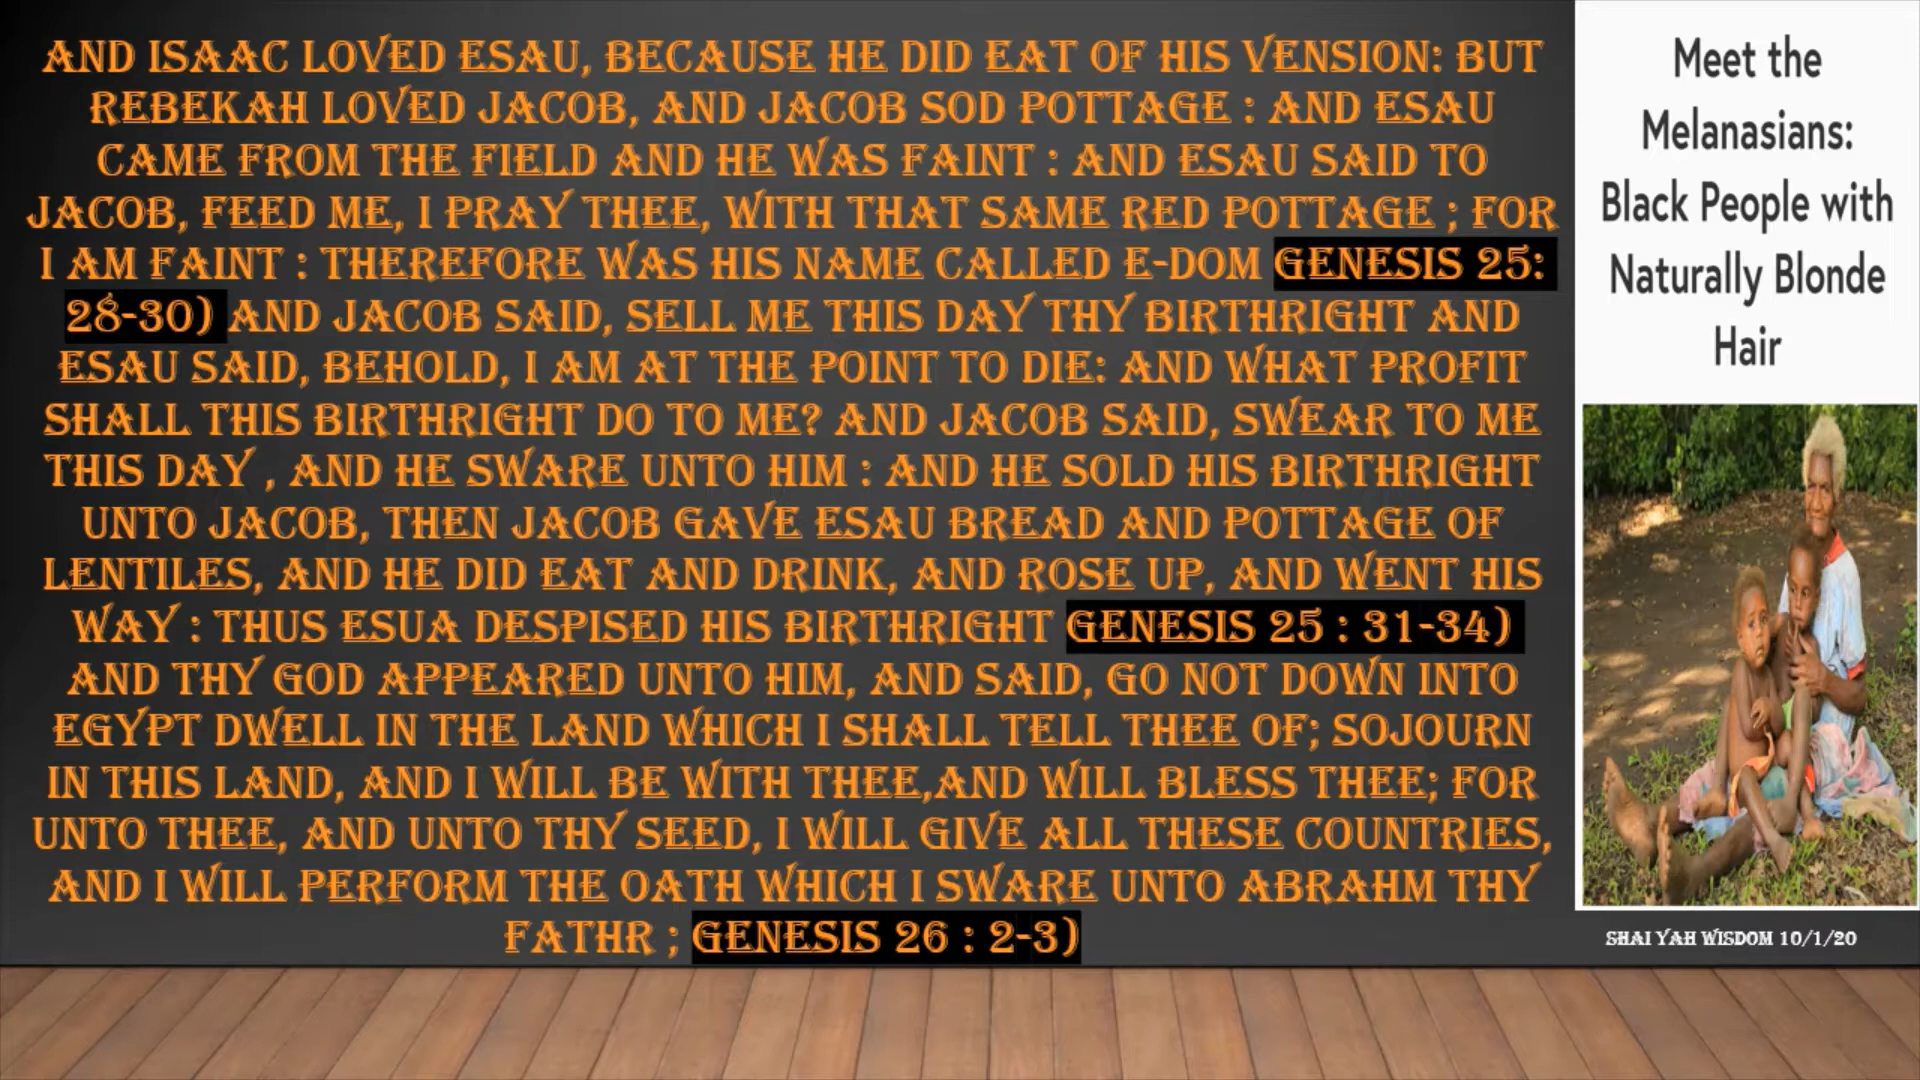 AND ISAAC LOVED ESAU, BECAUSE HE DID EAT OF HIS VENSION: BUT
REBEKAH LOVED JACOB, AND JACOB SOD POTTAGE : AND ESAU
CAME FROM THE FIELD AND HE WAS FAINT : AND ESAU SAID TO
JACOB, FEED ME, I PRAY THEE, WITH THAT SAME RED POTTAGE ; FOR
I AM FAINT : THEREFORE WAS HIS NAME CALLED E-DOM GENESIS 25:
28-30) AND JACOB SAID, SELL ME THIS DAY THY BIRTHRIGHT AND
ESAU SAID, BEHOLD, I AM AT THE POINT TO DIE: AND WHAT PROFIT
SHALL THIS BIRTHRIGHT DO TO ME? AND JACOB SAID, SWEAR TO ME
THIS DAY , AND HE SWARE UNTO HIM : AND HE SOLD HIS BIRTHRIGHT
UNTO JACOB, THEN JACOB GAVE ESAU BREAD AND POTTAGE OF
LENTILES, AND HE DID EAT AND DRINK, AND ROSE UP, AND WENT HIS
WAY : THUS ESUA DESPISED HIS BIRTHRIGHT GENESIS 25 : 31-34)
AND THY GOD APPEARED UNTO HIM, AND SAID, GO NOT DOWN INTO
EGYPT DWELL IN THE LAND WHICH I SHALL TELL THEE OF; SOJOURN
IN THIS LAND, AND I WILL BE WITH THEE,AND WILL BLESS THEE; FOR
UNTO THEE, AND UNTO THY SEED, I WILL GIVE ALL THESE COUNTRIES,
AND I WILL PERFORM THE OATH WHICH I SWARE UNTO ABRAHM THY
FATHR ; GENESIS 26 : 2-3)
Meet the
Melanasians:
Black People with
Naturally Blonde
Hair
SHAI YAH WISDOM 10/1/20